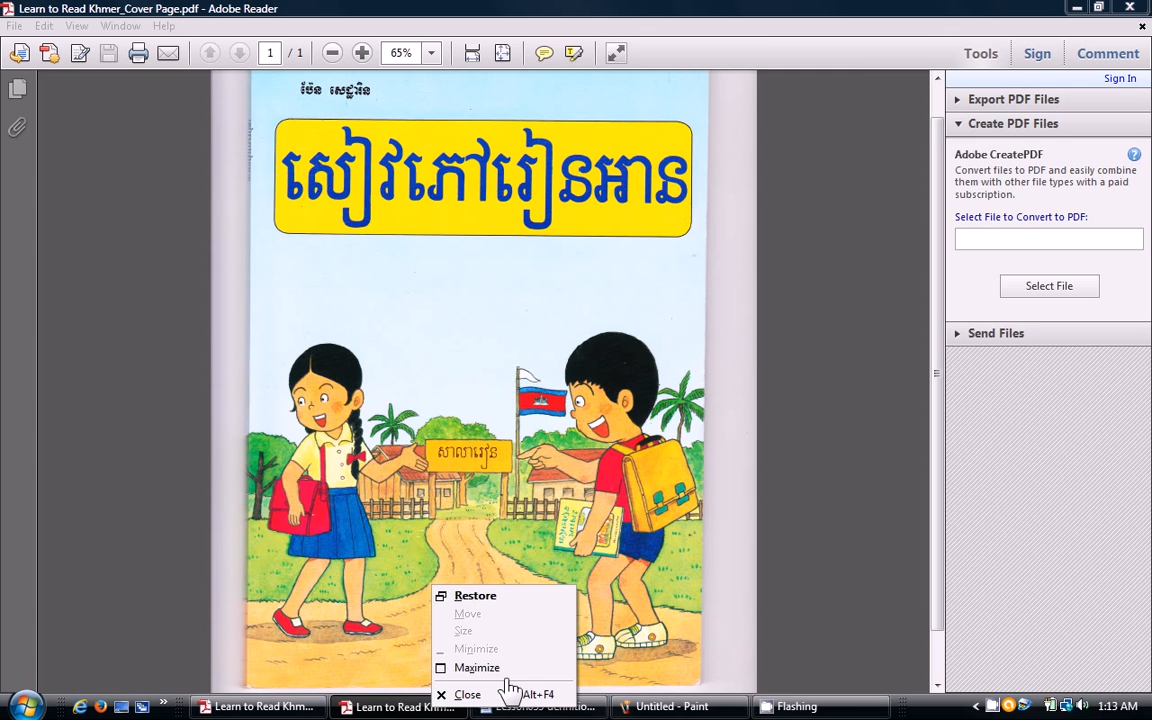 Learn to Read Khmer_Cover Page.pdf - Adobe Reader
File Edit View Window Help
1 / 1 65% Tools Sign Comment
Sign In
Export PDF Files
Create PDF Files
Adobe CreatePDF
Convert files to PDF and easily combine
them with other file types with a paid
subscription.
Select File to Convert to PDF:
Select File
Send Files
ប៉ែន សេដ្ឋារិន
សៀវភៅរៀនអាន
សាលារៀន
Restore
Move
Size
Minimize
Maximize
Close Alt+F4
Learn to Read Khm... Learn to Read Khm... Untitled - Paint Flashing 1:13 AM